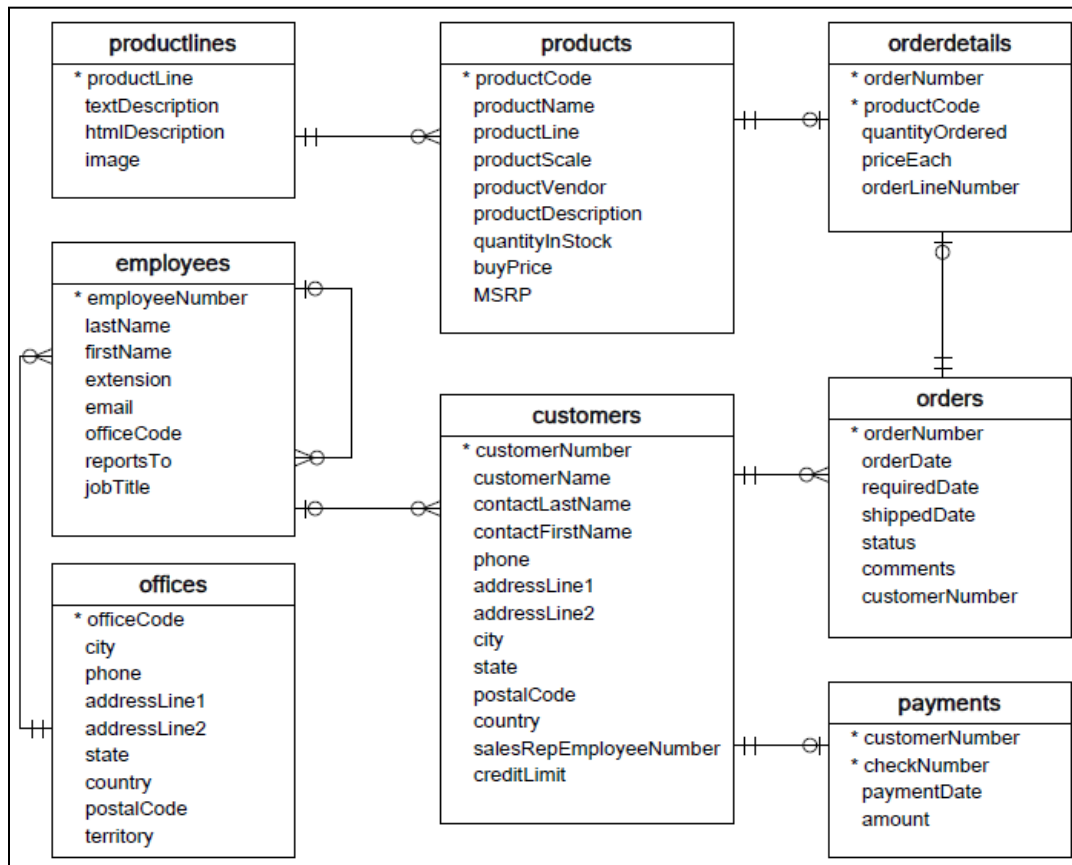 productlines
* productLine
textDescription
htmlDescription
image
products
* productCode
productName
productLine
productScale
productVendor
productDescription
quantityInStock
buyPrice
MSRP
orderdetails
* orderNumber
* productCode
quantityOrdered
priceEach
orderLineNumber
employees
* employeeNumber
lastName
firstName
extension
email
officeCode
reportsTo
jobTitle
customers
* customerNumber
customerName
contactLastName
contactFirstName
phone
addressLine1
addressLine2
city
state
postalCode
country
salesRepEmployeeNumber
creditLimit
orders
* orderNumber
orderDate
requiredDate
shippedDate
status
comments
customerNumber
offices
* officeCode
city
phone
addressLine1
addressLine2
state
country
postalCode
territory
payments
* customerNumber
* checkNumber
paymentDate
amount